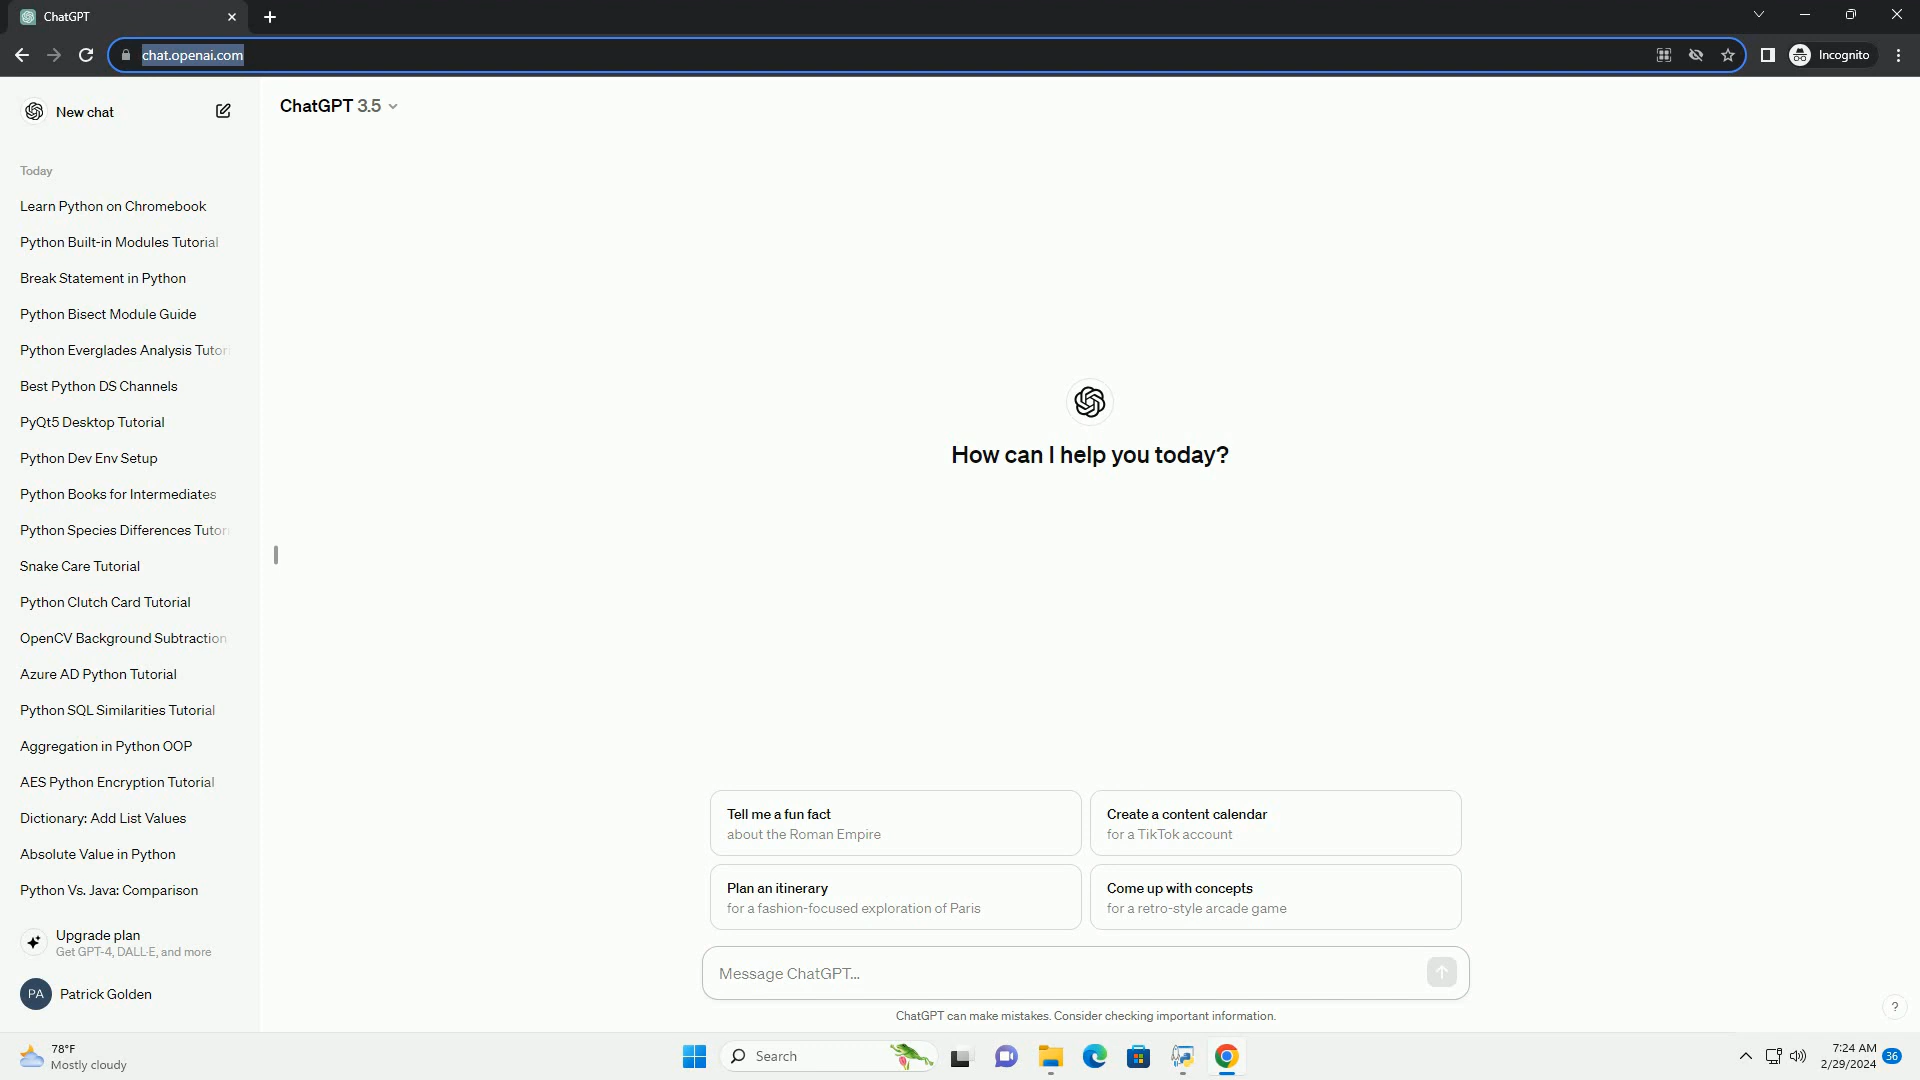 ChatGPT
chat.openai.com
Incognito
New chat
ChatGPT 3.5
Today
Learn Python on Chromebook
Python Built-in Modules Tutorial
Break Statement in Python
Python Bisect Module Guide
Python Everglades Analysis Tutor
Best Python DS Channels
PyQt5 Desktop Tutorial
Python Dev Env Setup
Python Books for Intermediates
Python Species Differences Tutor
Snake Care Tutorial
Python Clutch Card Tutorial
OpenCV Background Subtraction
Azure AD Python Tutorial
Python SQL Similarities Tutorial
Aggregation in Python OOP
AES Python Encryption Tutorial
Dictionary: Add List Values
Absolute Value in Python
Python Vs. Java: Comparison
Upgrade plan
Get GPT-4, DALL·E, and more
PA Patrick Golden
How can I help you today?
Tell me a fun fact
about the Roman Empire
Create a content calendar
for a TikTok account
Plan an itinerary
for a fashion-focused exploration of Paris
Come up with concepts
for a retro-style arcade game
Message ChatGPT...
ChatGPT can make mistakes. Consider checking important information.
?
78°F
Mostly cloudy
Search
7:24 AM
2/29/2024
36